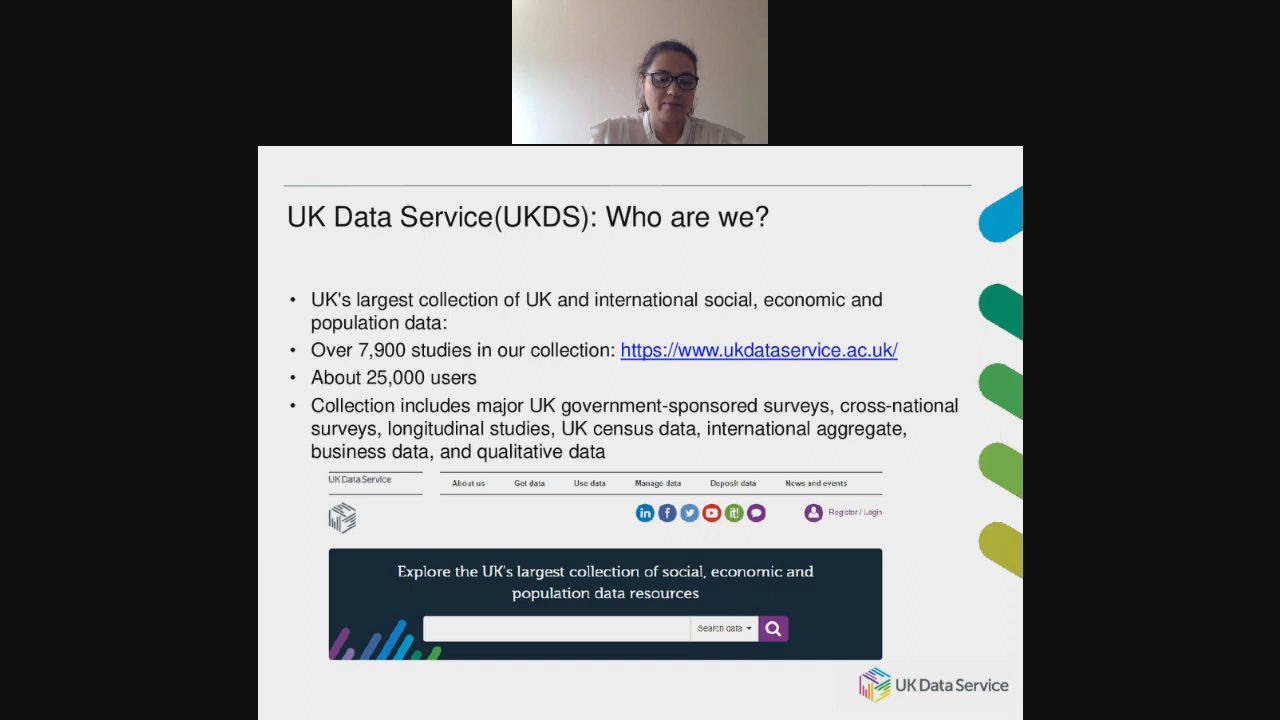 UK Data Service(UKDS): Who are we?
• UK's largest collection of UK and international social, economic and
population data:
• Over 7,900 studies in our collection: https://www.ukdataservice.ac.uk/
• About 25,000 users
• Collection includes major UK government-sponsored surveys, cross-national
surveys, longitudinal studies, UK census data, international aggregate,
business data, and qualitative data
UK Data Service
About us Get data Use data Manage data Deposit data News and events
in f it! Register / Login
Explore the UK's largest collection of social, economic and
population data resources
Search data
UK Data Service